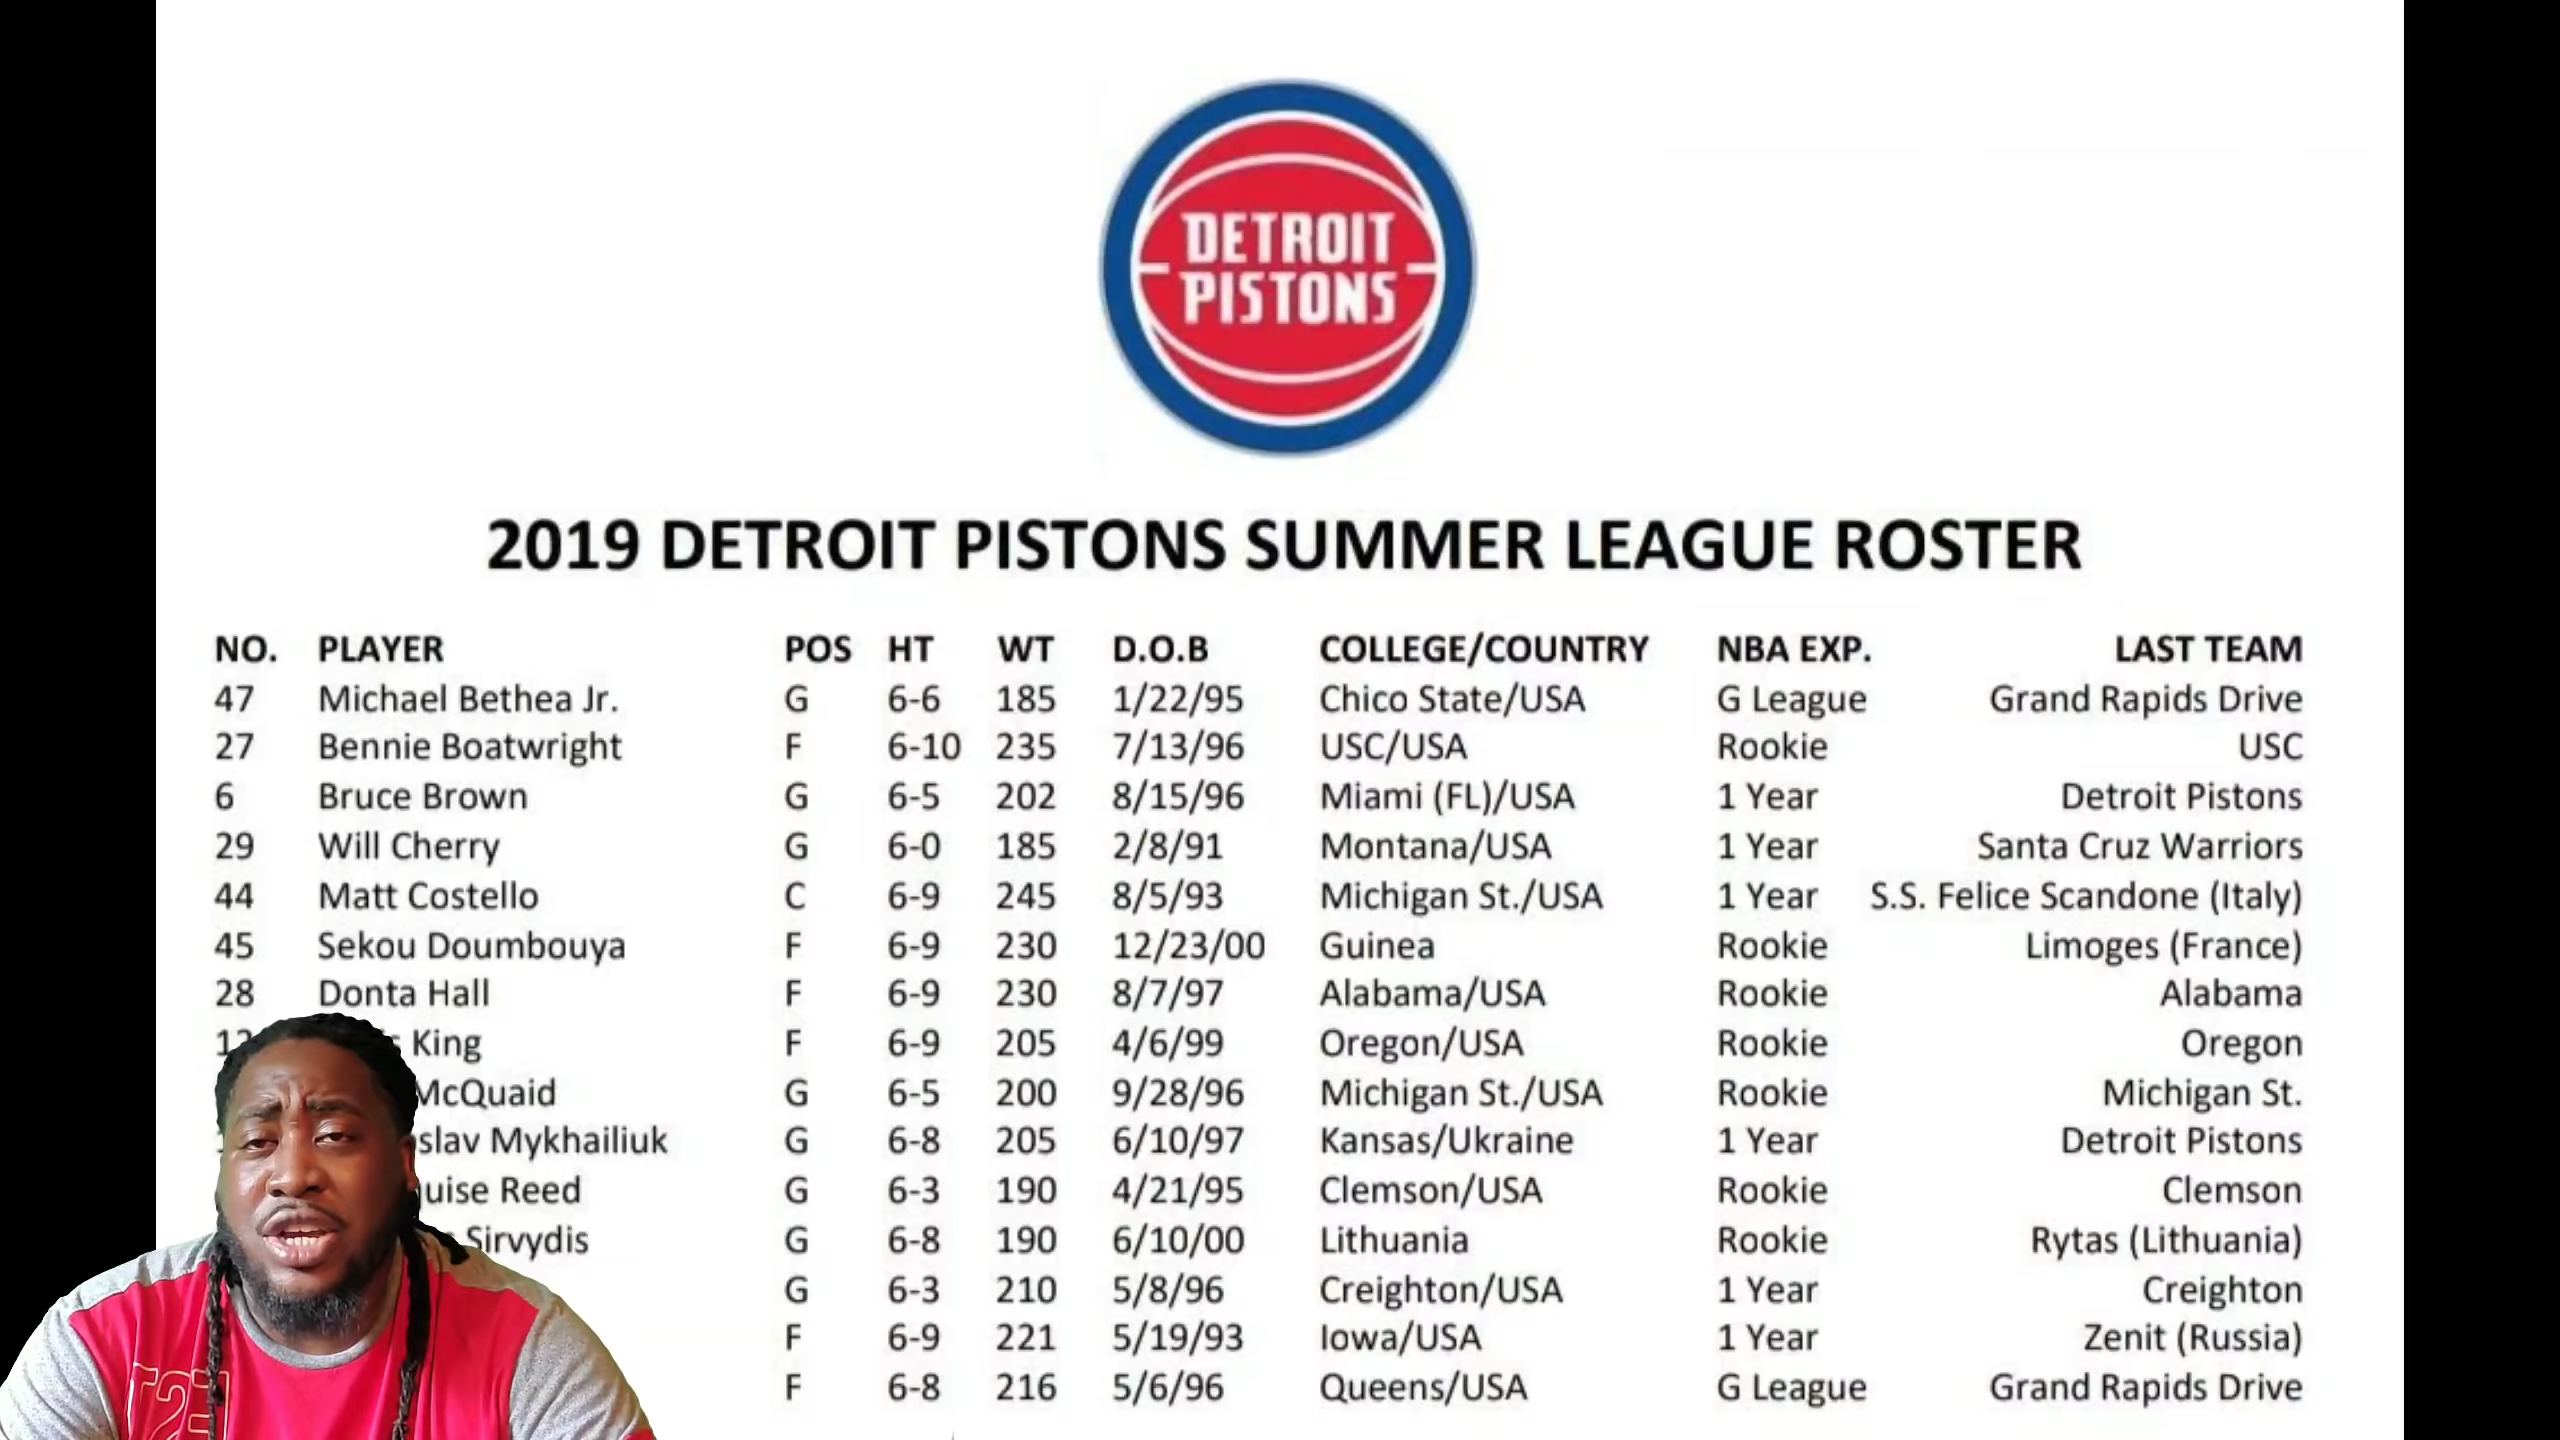 DETROIT
PISTONS
2019 DETROIT PISTONS SUMMER LEAGUE ROSTER
NO. PLAYER POS HT WT D.O.B COLLEGE/COUNTRY NBA EXP. LAST TEAM
47 Michael Bethea Jr. G 6-6 185 1/22/95 Chico State/USA G League Grand Rapids Drive
27 Bennie Boatwright F 6-10 235 7/13/96 USC/USA Rookie USC
6 Bruce Brown G 6-5 202 8/15/96 Miami (FL)/USA 1 Year Detroit Pistons
29 Will Cherry G 6-0 185 2/8/91 Montana/USA 1 Year Santa Cruz Warriors
44 Matt Costello C 6-9 245 8/5/93 Michigan St./USA 1 Year S.S. Felice Scandone (Italy)
45 Sekou Doumbouya F 6-9 230 12/23/00 Guinea Rookie Limoges (France)
28 Donta Hall F 6-9 230 8/7/97 Alabama/USA Rookie Alabama
King F 6-9 205 4/6/99 Oregon/USA Rookie Oregon
McQuaid G 6-5 200 9/28/96 Michigan St./USA Rookie Michigan St.
slav Mykhailiuk G 6-8 205 6/10/97 Kansas/Ukraine 1 Year Detroit Pistons
uise Reed G 6-3 190 4/21/95 Clemson/USA Rookie Clemson
Sirvydis G 6-8 190 6/10/00 Lithuania Rookie Rytas (Lithuania)
G 6-3 210 5/8/96 Creighton/USA 1 Year Creighton
F 6-9 221 5/19/93 Iowa/USA 1 Year Zenit (Russia)
F 6-8 216 5/6/96 Queens/USA G League Grand Rapids Drive